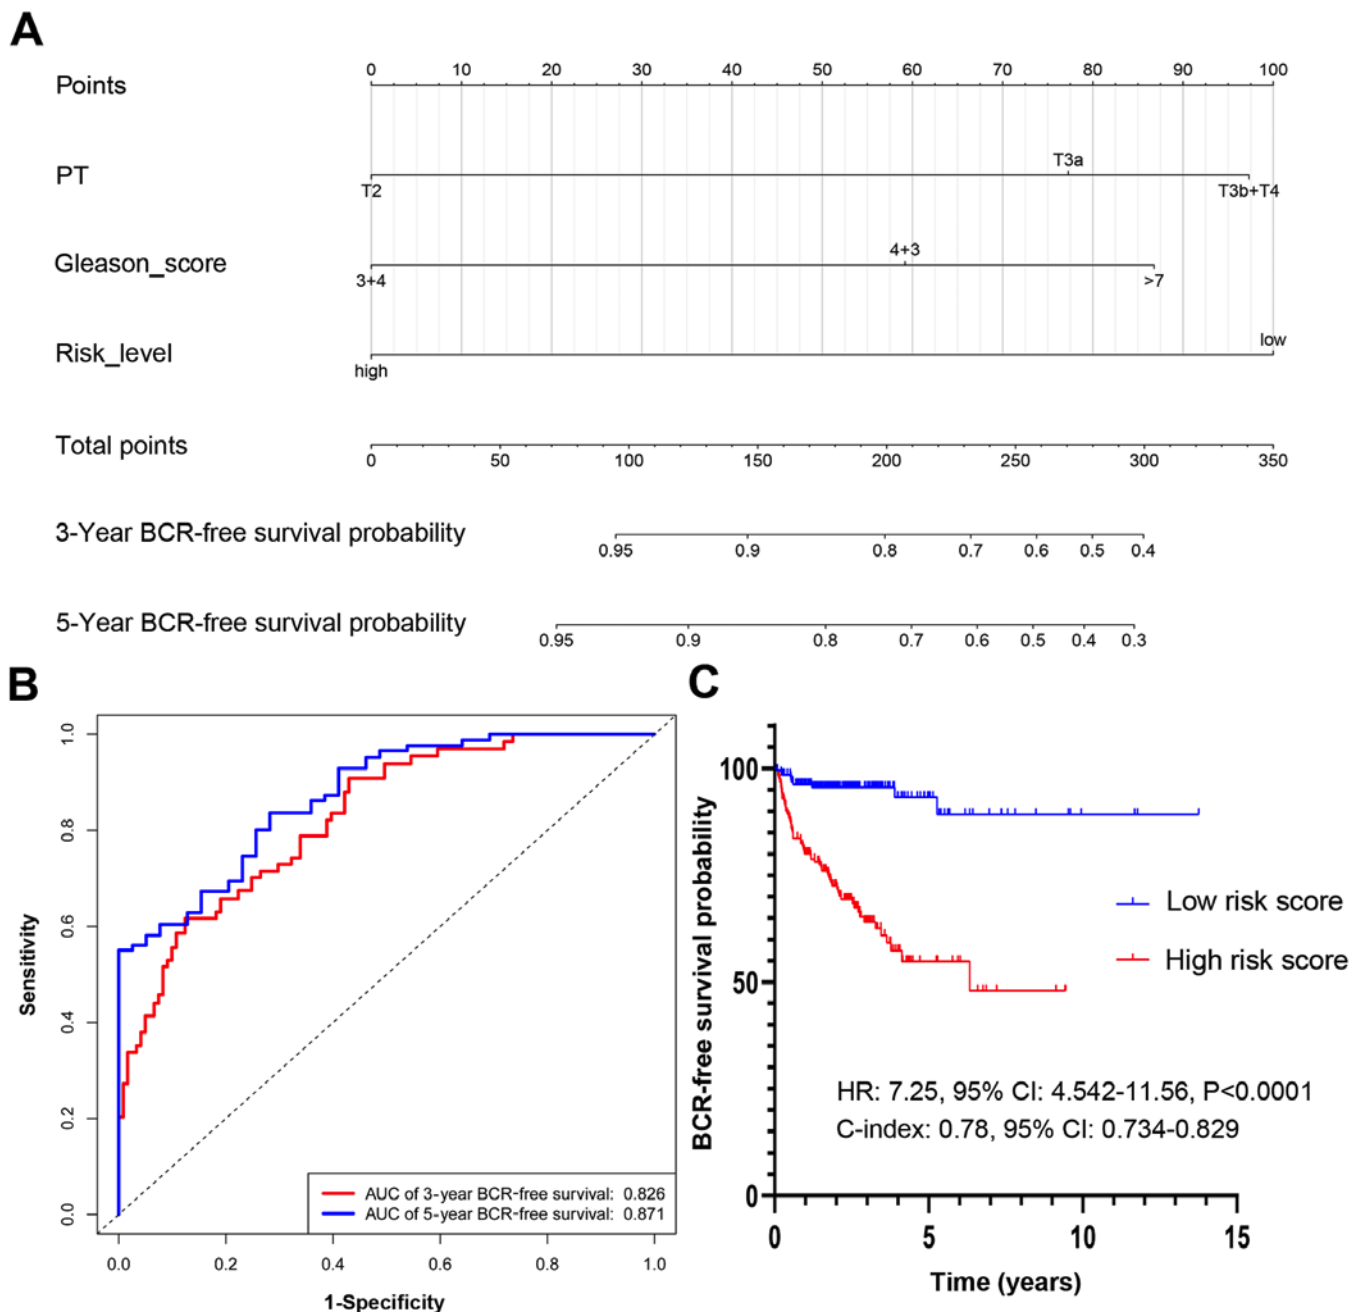 A
Points
0 10 20 30 40 50 60 70 80 90 100
PT
T3a
T2 T3b+T4
Gleason_score
4+3
3+4 >7
Risk_level
low
high
Total points
0 50 100 150 200 250 300 350
3-Year BCR-free survival probability
0.95 0.9 0.8 0.7 0.6 0.5 0.4
5-Year BCR-free survival probability
0.95 0.9 0.8 0.7 0.6 0.5 0.4 0.3
B
Sensitivity
1.0
0.8
0.6
0.4
0.2
0.0
AUC of 3-year BCR-free survival: 0.826
AUC of 5-year BCR-free survival: 0.871
0.0 0.2 0.4 0.6 0.8 1.0
1-Specificity
C
BCR-free survival probability
100
50
0
Low risk score
High risk score
HR: 7.25, 95% CI: 4.542-11.56, P<0.0001
C-index: 0.78, 95% CI: 0.734-0.829
0 5 10 15
Time (years)